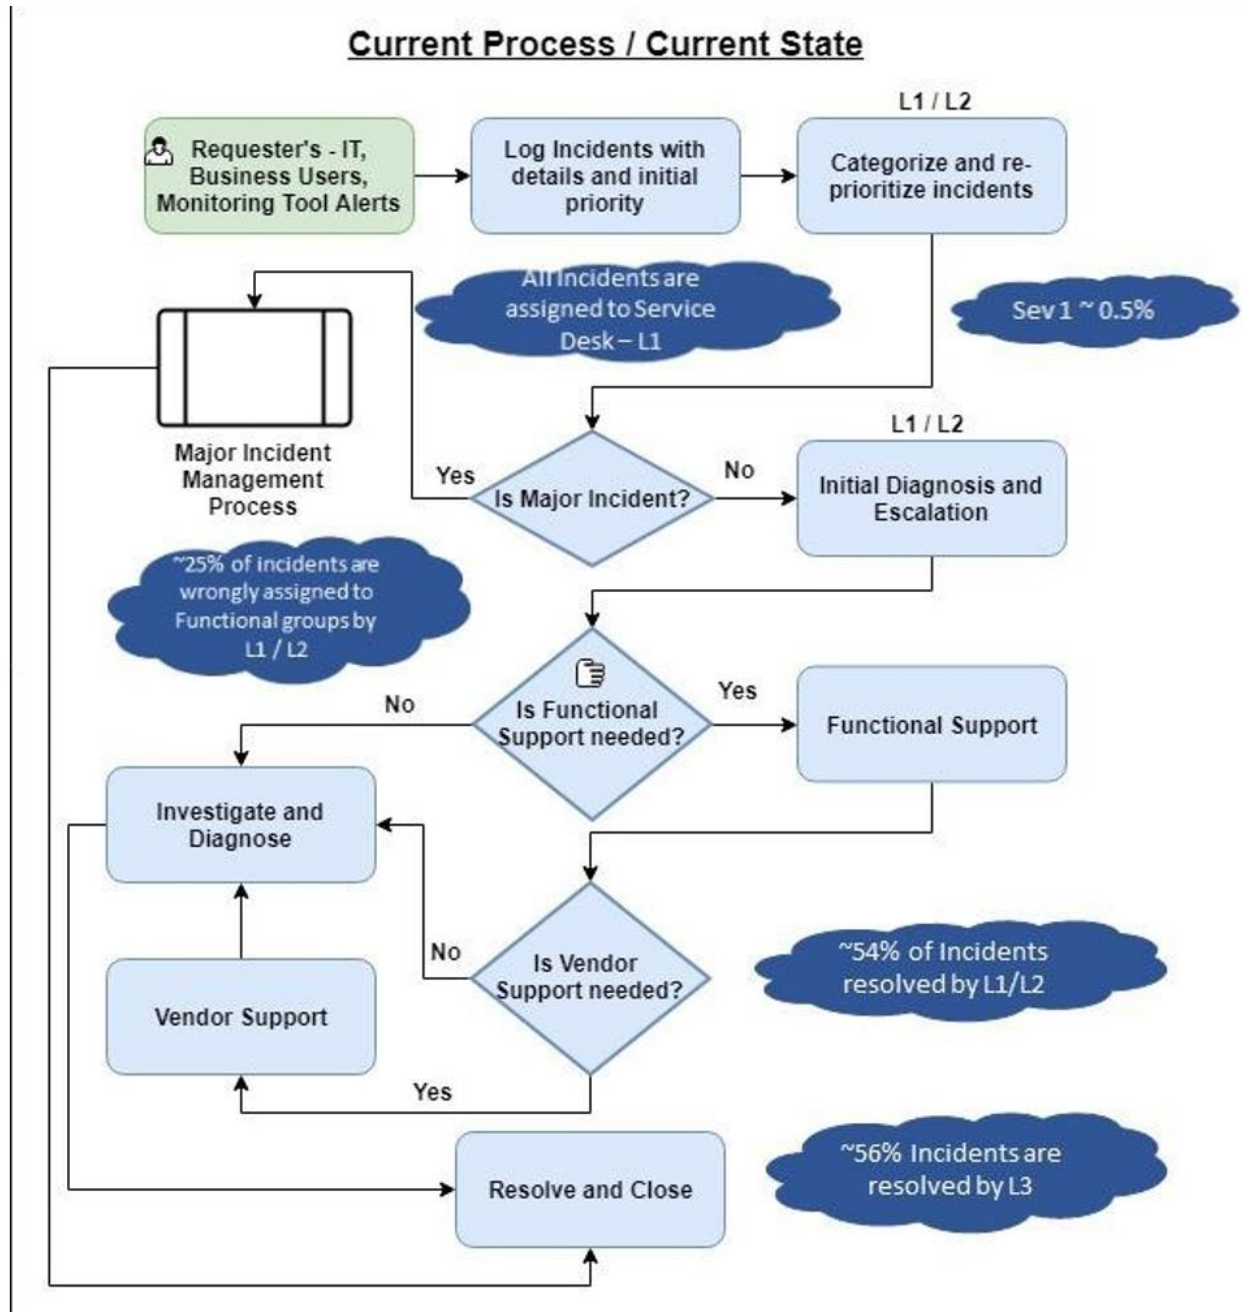 Current Process / Current State
L1 / L2
Requester's - IT,
Business Users,
Monitoring Tool Alerts
Log Incidents with
details and initial
priority
Categorize and re-
prioritize incidents
All Incidents are
assigned to Service
Desk – L1
Sev 1 ~ 0.5%
Major Incident
Management
Process
Yes
Is Major Incident?
No
L1 / L2
Initial Diagnosis and
Escalation
~25% of incidents are
wrongly assigned to
Functional groups by
L1 / L2
No
Is Functional
Support needed?
Yes
Functional Support
Investigate and
Diagnose
No
Is Vendor
Support needed?
~54% of Incidents
resolved by L1/L2
Vendor Support
Yes
Resolve and Close
~56% Incidents are
resolved by L3